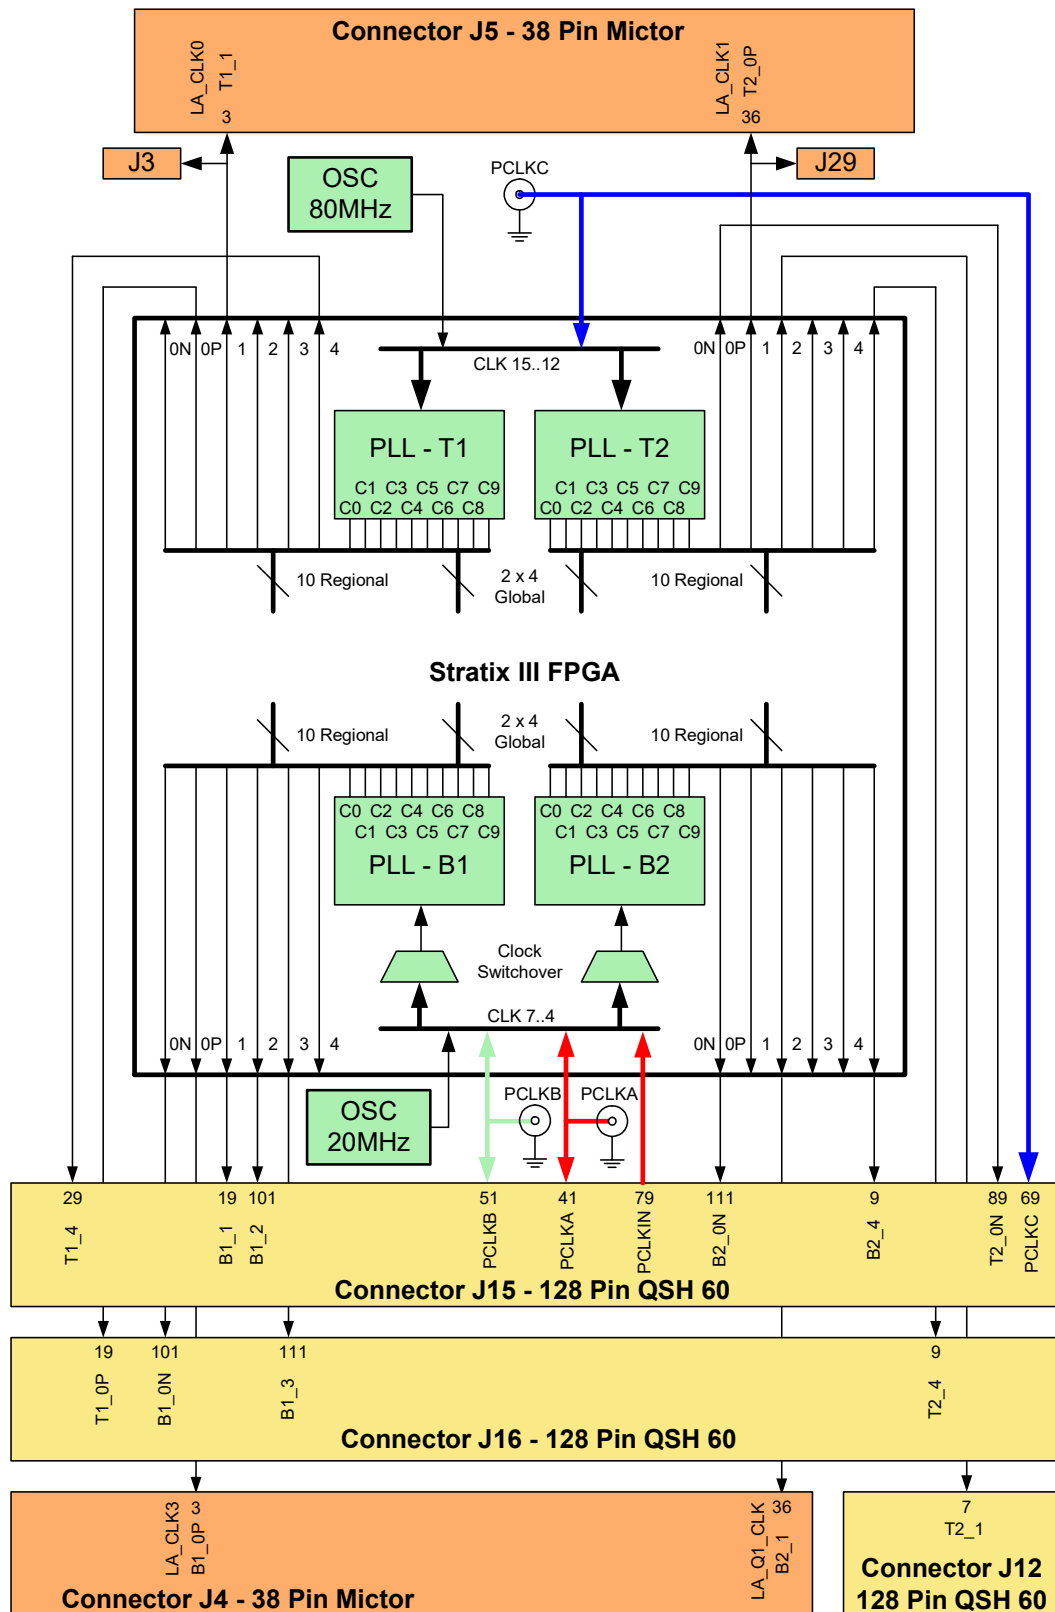 Connector J5 - 38 Pin Mictor
LA_CLK0
T1_1
3
LA_CLK1
T2_0P
36
J3
OSC
80MHz
PCLKC
J29
0N 0P 1 2 3 4
CLK 15..12
0N 0P 1 2 3 4
PLL - T1
C1 C3 C5 C7 C9
C0 C2 C4 C6 C8
PLL - T2
C1 C3 C5 C7 C9
C0 C2 C4 C6 C8
10 Regional
2 x 4
Global
10 Regional
Stratix III FPGA
10 Regional
2 x 4
Global
10 Regional
C0 C2 C4 C6 C8
C1 C3 C5 C7 C9
PLL - B1
C0 C2 C4 C6 C8
C1 C3 C5 C7 C9
PLL - B2
Clock
Switchover
CLK 7..4
0N 0P 1 2 3 4
0N 0P 1 2 3 4
OSC
20MHz
PCLKB
PCLKA
29 19 101 51 41 79 111 9 89 69
T1_4
B1_1
B1_2
PCLKB
PCLKA
PCLKIN
B2_0N
B2_4
T2_0N
PCLKC
Connector J15 - 128 Pin QSH 60
19 101 111 9
T1_0P
B1_0N
B1_3
T2_4
Connector J16 - 128 Pin QSH 60
LA_CLK3
B1_0P
3
LA_Q1_CLK
B2_1
36
Connector J4 - 38 Pin Mictor
7
T2_1
Connector J12
128 Pin QSH 60